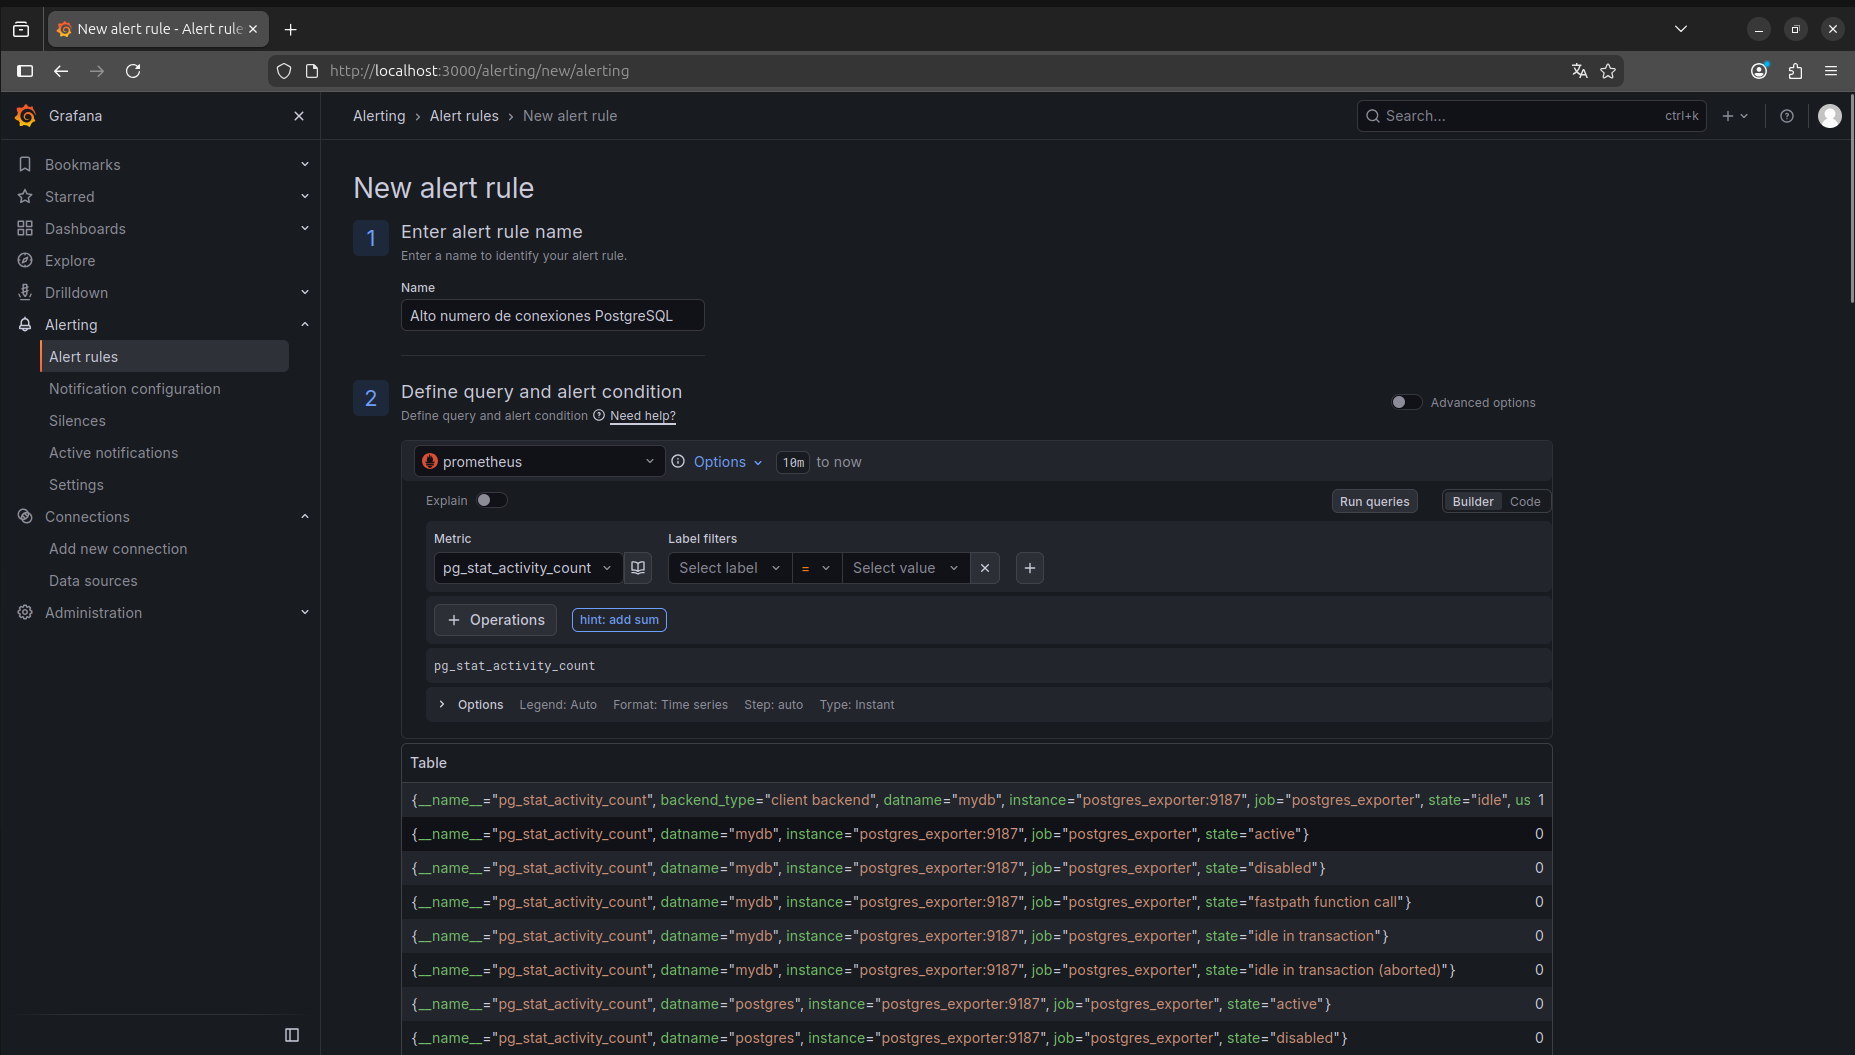 New alert rule - Alert rule
http://localhost:3000/alerting/new/alerting
Grafana
Alerting › Alert rules › New alert rule
Search... ctrl+k
Bookmarks
Starred
Dashboards
Explore
Drilldown
Alerting
Alert rules
Notification configuration
Silences
Active notifications
Settings
Connections
Add new connection
Data sources
Administration
New alert rule
1 Enter alert rule name
Enter a name to identify your alert rule.
Name
Alto numero de conexiones PostgreSQL
2 Define query and alert condition
Define query and alert condition Need help?
Advanced options
prometheus Options 10m to now
Explain Run queries Builder Code
Metric Label filters
pg_stat_activity_count Select label = Select value
+ Operations hint: add sum
pg_stat_activity_count
Options Legend: Auto Format: Time series Step: auto Type: Instant
Table
{__name__="pg_stat_activity_count", backend_type="client backend", datname="mydb", instance="postgres_exporter:9187", job="postgres_exporter", state="idle", us 1
{__name__="pg_stat_activity_count", datname="mydb", instance="postgres_exporter:9187", job="postgres_exporter", state="active"} 0
{__name__="pg_stat_activity_count", datname="mydb", instance="postgres_exporter:9187", job="postgres_exporter", state="disabled"} 0
{__name__="pg_stat_activity_count", datname="mydb", instance="postgres_exporter:9187", job="postgres_exporter", state="fastpath function call"} 0
{__name__="pg_stat_activity_count", datname="mydb", instance="postgres_exporter:9187", job="postgres_exporter", state="idle in transaction"} 0
{__name__="pg_stat_activity_count", datname="mydb", instance="postgres_exporter:9187", job="postgres_exporter", state="idle in transaction (aborted)"} 0
{__name__="pg_stat_activity_count", datname="postgres", instance="postgres_exporter:9187", job="postgres_exporter", state="active"} 0
{__name__="pg_stat_activity_count", datname="postgres", instance="postgres_exporter:9187", job="postgres_exporter", state="disabled"} 0